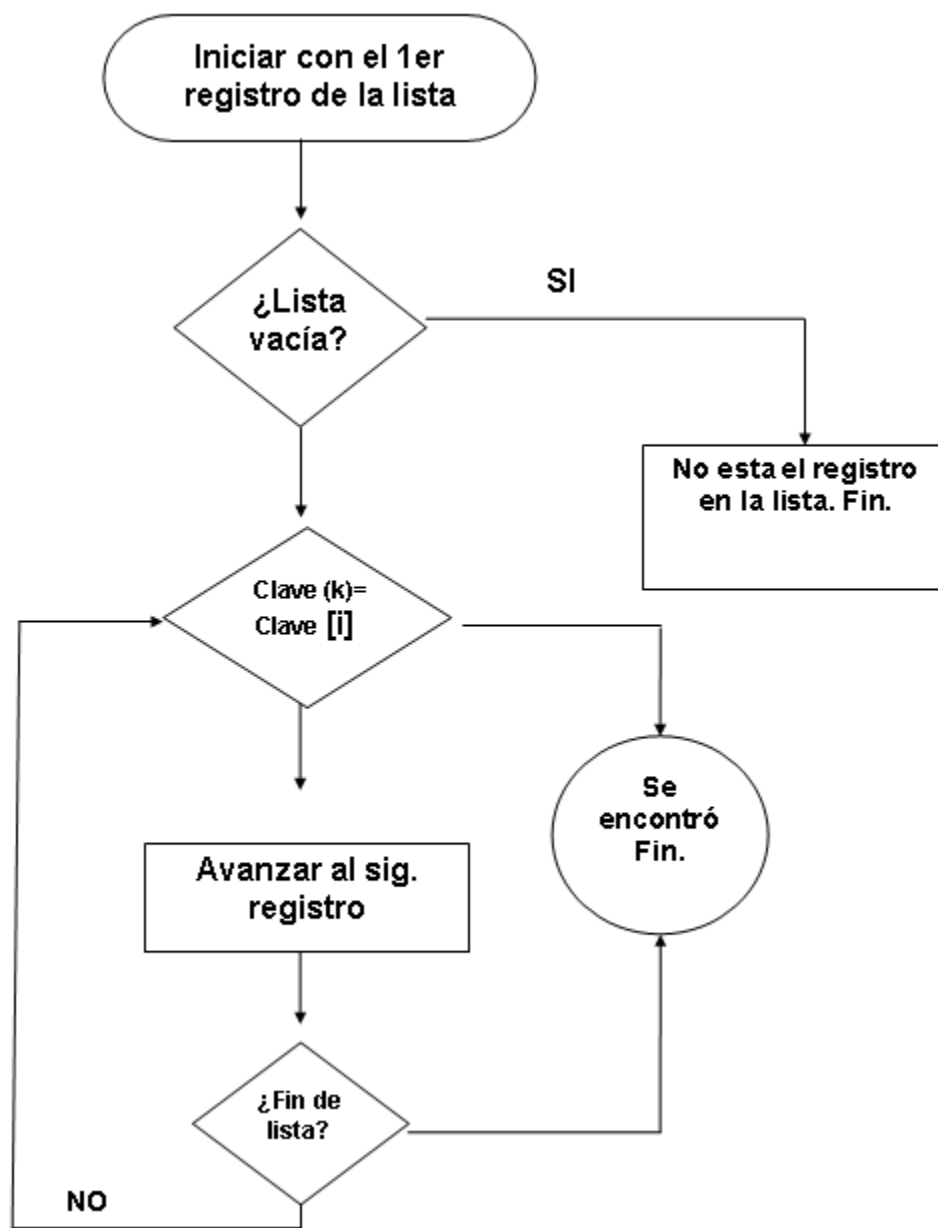 Iniciar con el 1er
registro de la lista
SI
¿Lista
vacía?
No esta el registro
en la lista. Fin.
Clave (k)=
Clave [i]
Se
encontró
Fin.
Avanzar al sig.
registro
¿Fin de
lista?
NO